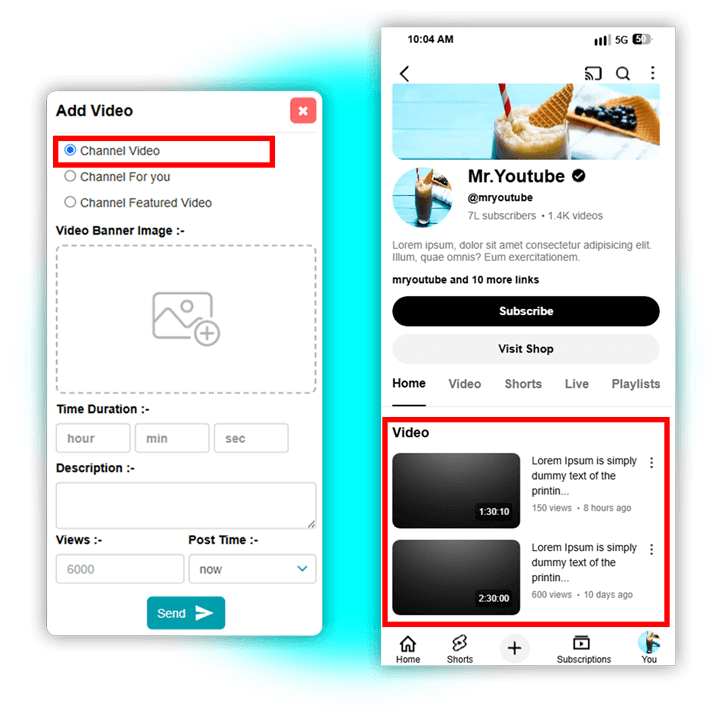 Add Video
Channel Video
Channel For you
Channel Featured Video
Video Banner Image :-
Time Duration :-
hour min sec
Description :-
Views :- Post Time :-
6000 now
Send
10:04 AM 5G
Mr.Youtube
@mryoutube
7L subscribers • 1.4K videos
Lorem ipsum, dolor sit amet consectetur adipisicing elit.
Illum, quae omnis? Eum exercitationem.
mryoutube and 10 more links
Subscribe
Visit Shop
Home Video Shorts Live Playlists
Video
Lorem Ipsum is simply
dummy text of the
printin...
1:30:10
150 views • 8 hours ago
Lorem Ipsum is simply
dummy text of the
printin...
2:30:00
600 views • 10 days ago
Home Shorts Subscriptions You